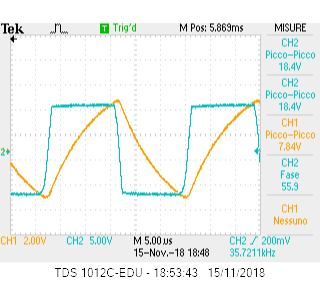 Tek Trig'd M Pos: 5.869ms MISURE
CH2
Picco-Picco
18.4V
CH2
Picco-Picco
18.4V
CH1
Picco-Picco
7.84V
CH2
Fase
55.9
CH1
Nessuno
2
CH1 2.00V CH2 5.00V M 5.00µs CH2 200mV
15-Nov.-18 18:48 35.7211kHz
TDS 1012C-EDU - 18:53:43 15/11/2018